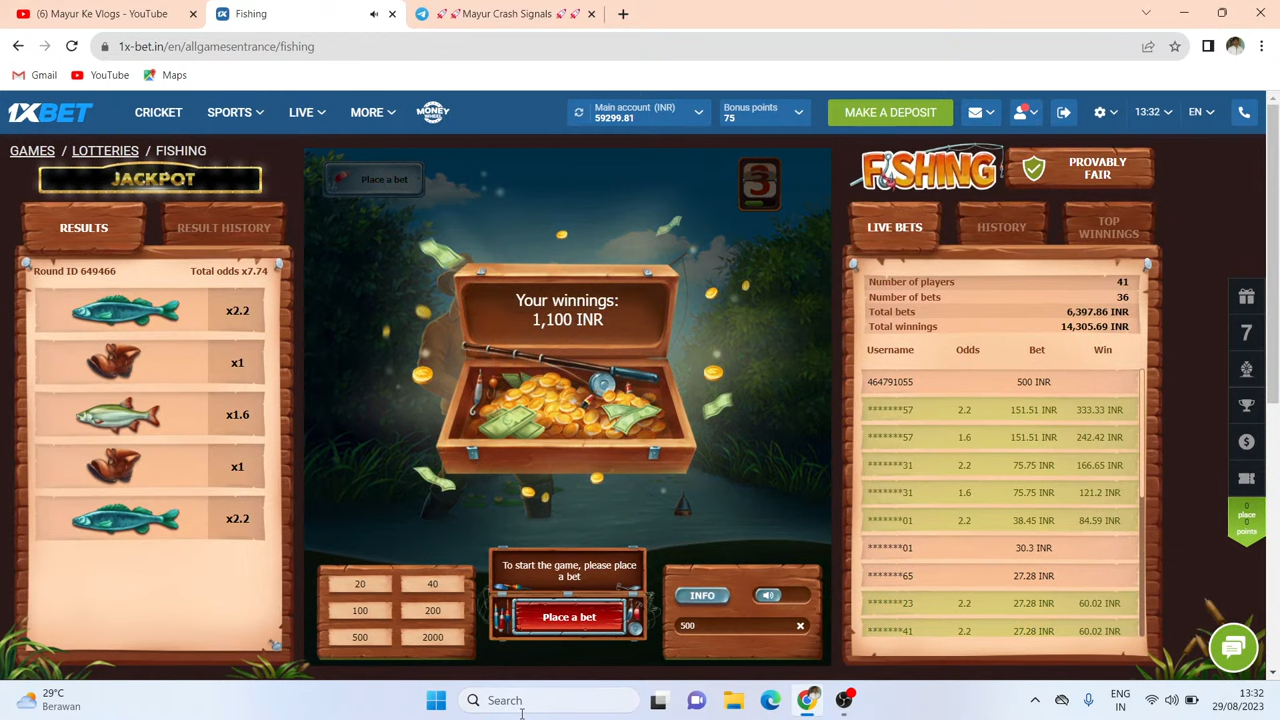 (6) Mayur Ke Vlogs - YouTube
Fishing
🚀🚀Mayur Crash Signals 🚀🚀
1x-bet.in/en/allgamesentrance/fishing
Gmail
YouTube
Maps
1XBET
CRICKET
SPORTS
LIVE
MORE
MONEY WHEEL
Main account (INR)
59299.81
Bonus points
75
MAKE A DEPOSIT
13:32
EN
GAMES / LOTTERIES / FISHING
JACKPOT
RESULTS
RESULT HISTORY
Round ID 649466
Total odds x7.74
x2.2
x1
x1.6
x1
x2.2
Place a bet
3
Your winnings:
1,100 INR
20
40
100
200
500
2000
To start the game, please place
a bet
Place a bet
INFO
500
FISHING
PROVABLY
FAIR
LIVE BETS
HISTORY
TOP
WINNINGS
Number of players 41
Number of bets 36
Total bets 6,397.86 INR
Total winnings 14,305.69 INR
Username Odds Bet Win
464791055 500 INR
*******57 2.2 151.51 INR 333.33 INR
*******57 1.6 151.51 INR 242.42 INR
*******31 2.2 75.75 INR 166.65 INR
*******31 1.6 75.75 INR 121.2 INR
*******01 2.2 38.45 INR 84.59 INR
*******01 30.3 INR
*******65 27.28 INR
*******23 2.2 27.28 INR 60.02 INR
*******41 2.2 27.28 INR 60.02 INR
7
0
place
0
points
29°C
Berawan
Search
ENG
IN
13:32
29/08/2023